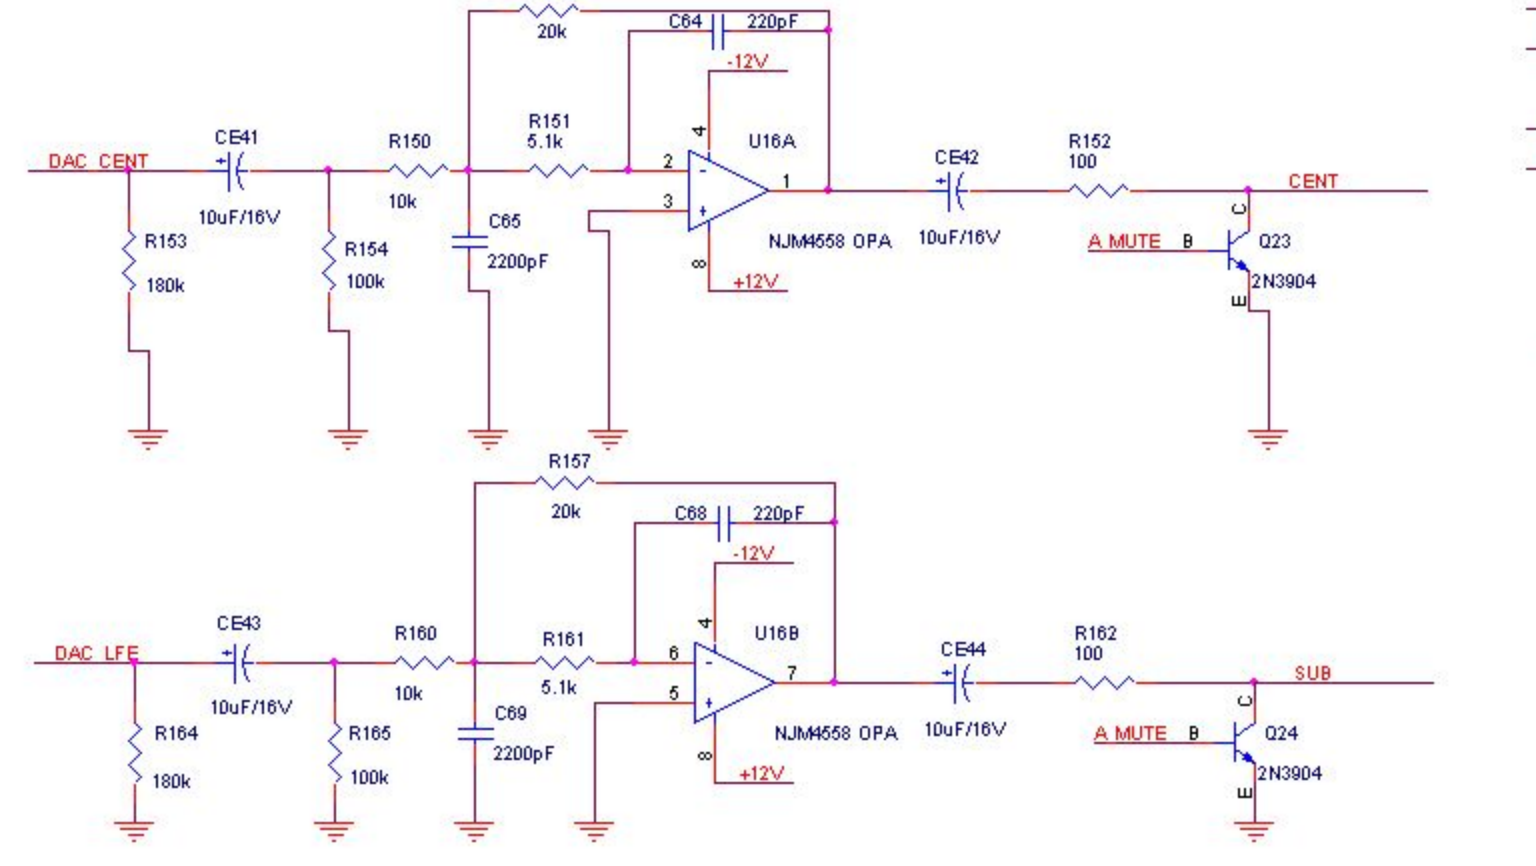 20k
C64 220pF
-12V
R151
5.1k
CE41
R150
4
U16A
R152
100
DAC CENT
2
-
CE42
1
CENT
10k
3
+
C
10uF/16V
C65
R153
R154
2200pF
NJM4558 OPA
10uF/16V
A MUTE B
Q23
180k
100k
8
+12V
2N3904
E
R157
20k
C68 220pF
-12V
CE43
R160
R161
4
U16B
R162
100
DAC LFE
6
-
CE44
7
SUB
10k
5.1k
5
+
C
10uF/16V
C69
R164
R165
2200pF
NJM4558 OPA
10uF/16V
A MUTE B
Q24
180k
100k
8
+12V
2N3904
E